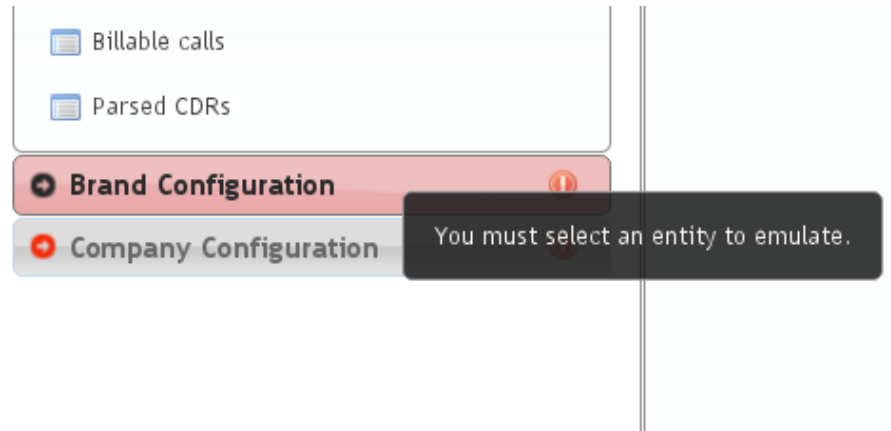 Billable calls
Parsed CDRs
Brand Configuration
Company Configuration
You must select an entity to emulate.